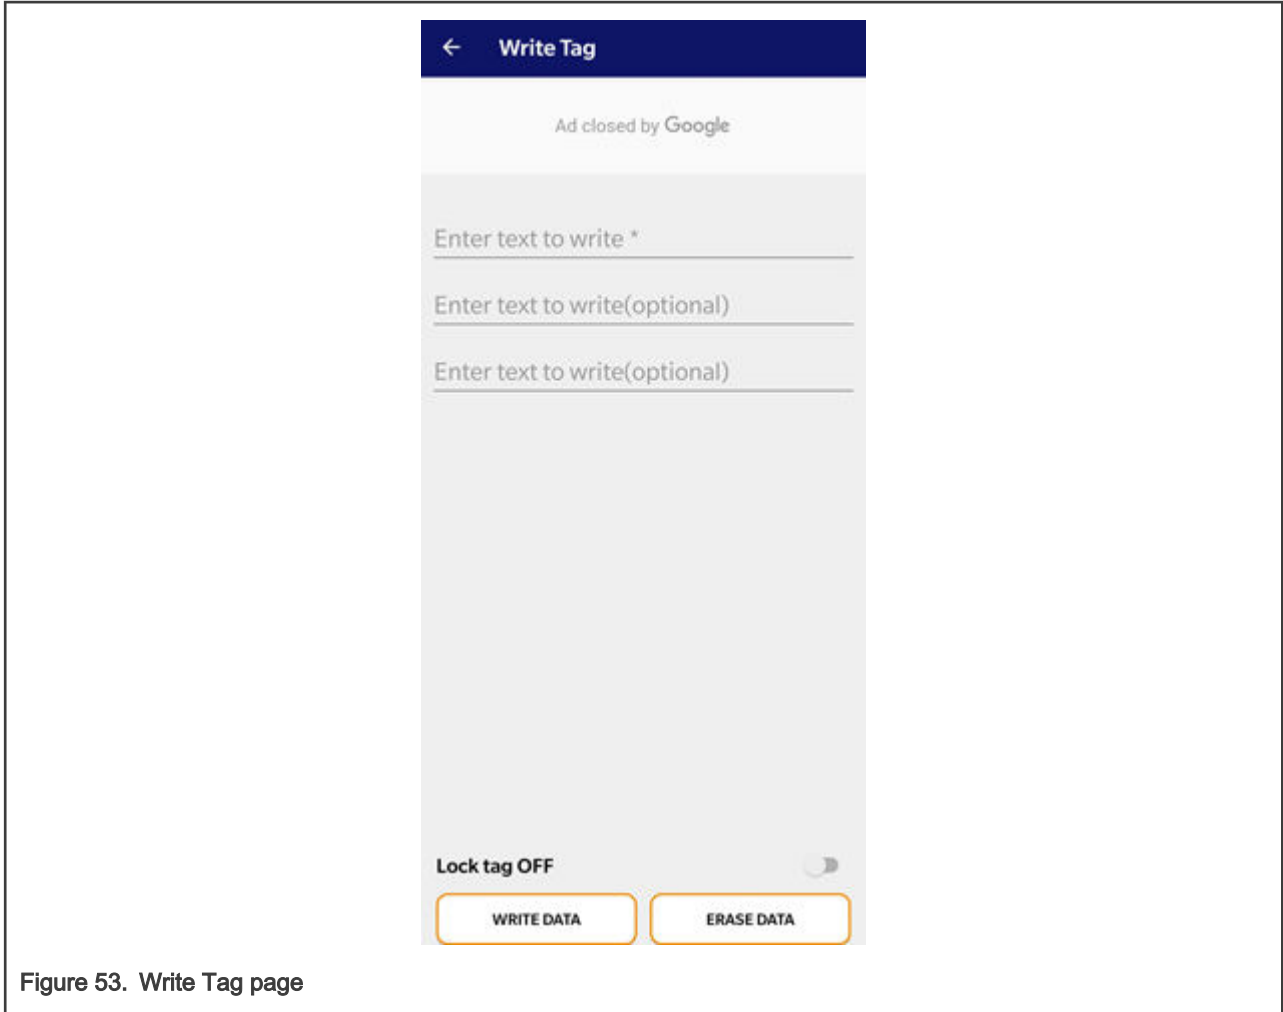 Write Tag
Ad closed by Google
Enter text to write *
Enter text to write(optional)
Enter text to write(optional)
Lock tag OFF
WRITE DATA
ERASE DATA
Figure 53. Write Tag page